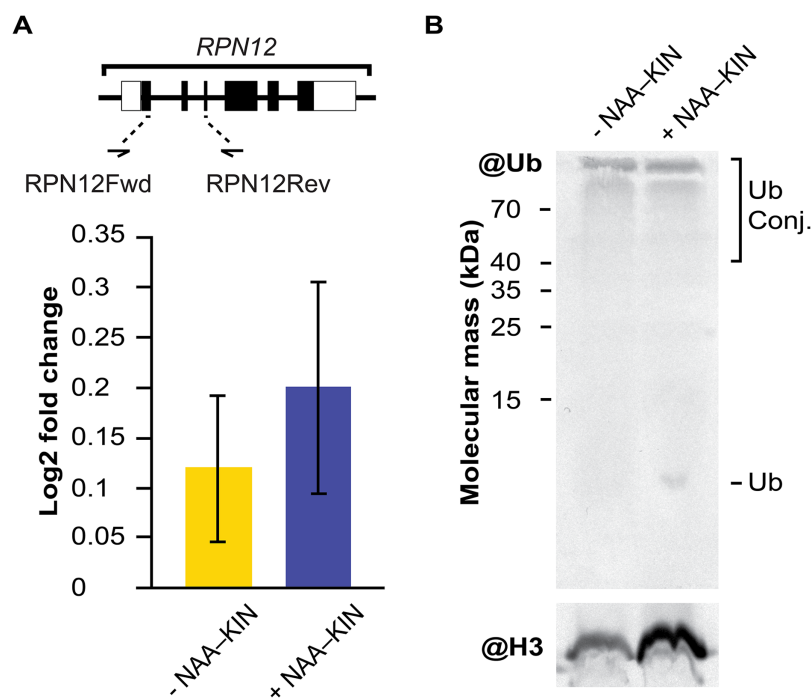 A
RPN12
RPN12Fwd
RPN12Rev
Log2 fold change
0.35
0.3
0.25
0.2
0.15
0.1
0.05
0
- NAA–KIN
+ NAA–KIN
B
- NAA–KIN
+ NAA–KIN
@Ub
Molecular mass (kDa)
70
40
35
25
15
Ub
Conj.
Ub
@H3